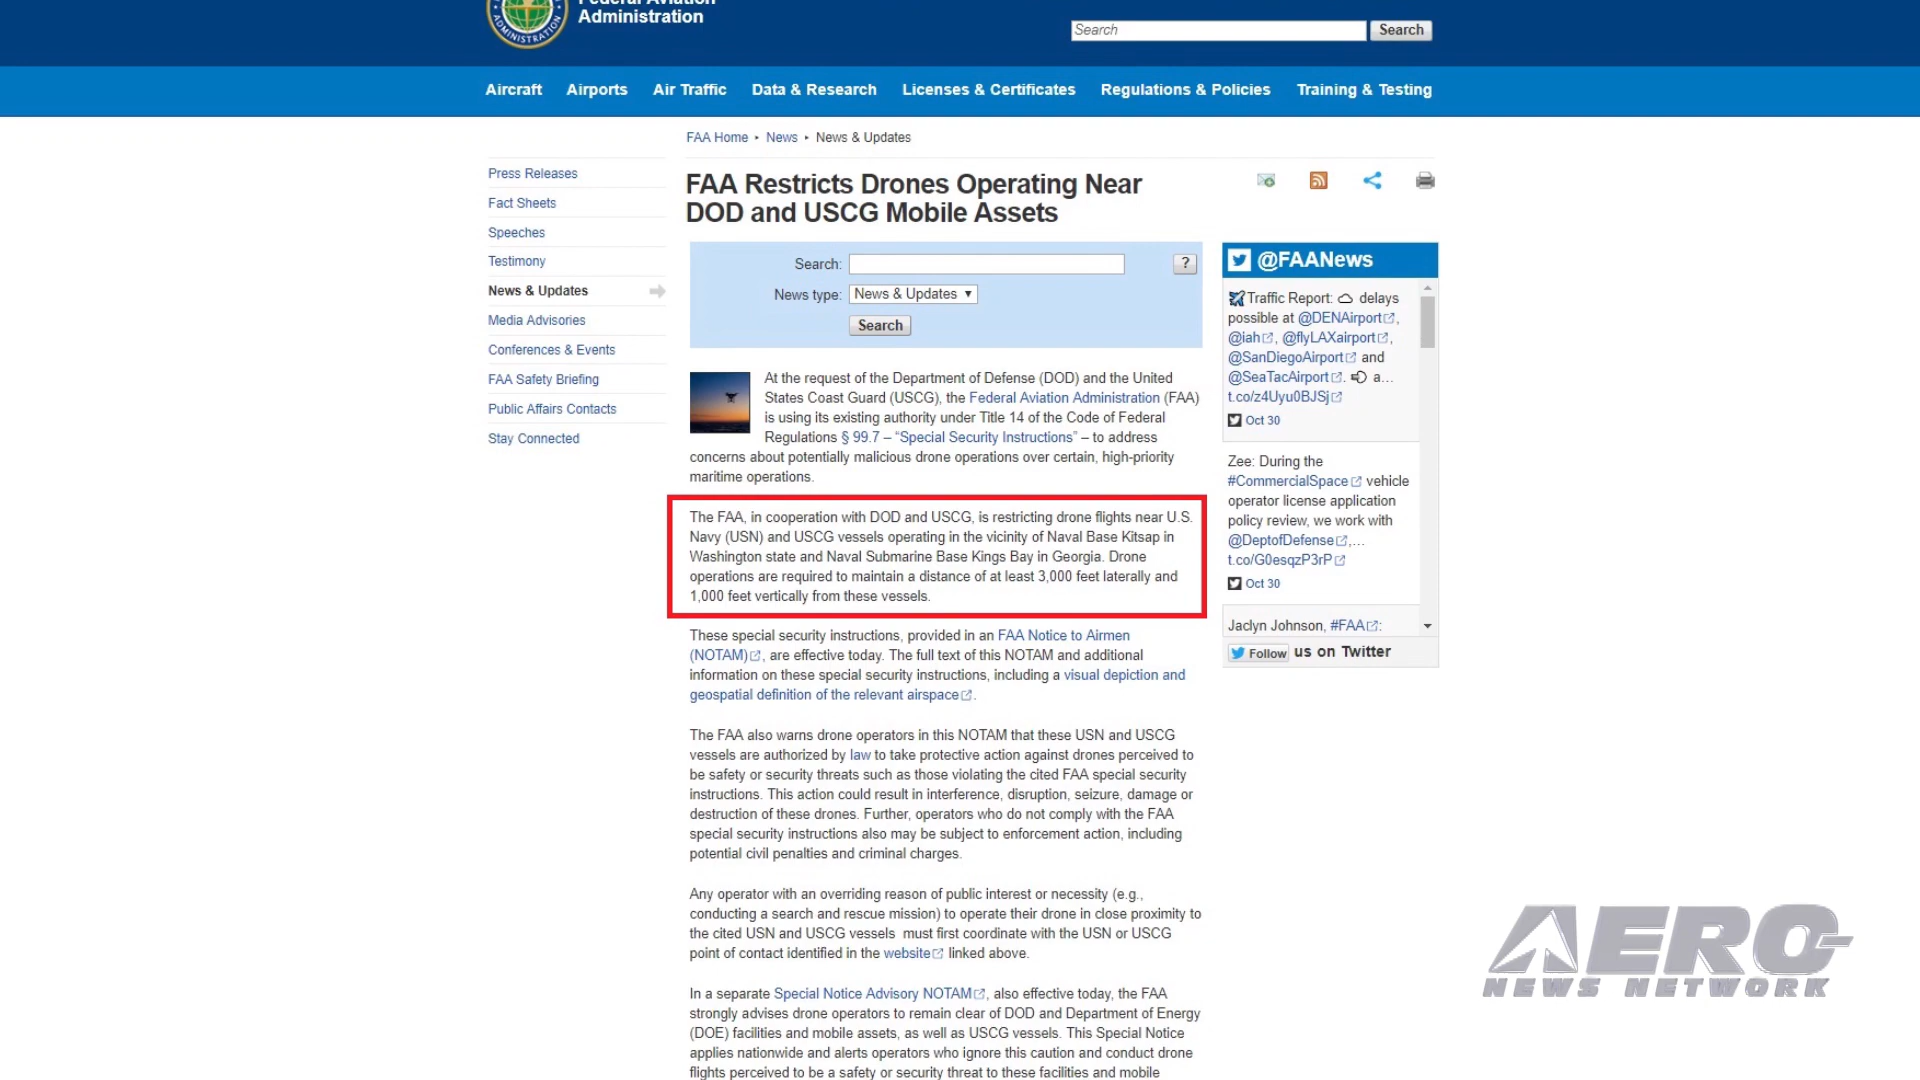 Federal Aviation
Administration
ADMINISTRATION
Search
Search
Aircraft
Airports
Air Traffic
Data & Research
Licenses & Certificates
Regulations & Policies
Training & Testing
FAA Home ▸ News ▸ News & Updates
Press Releases
Fact Sheets
Speeches
Testimony
News & Updates
Media Advisories
Conferences & Events
FAA Safety Briefing
Public Affairs Contacts
Stay Connected
FAA Restricts Drones Operating Near
DOD and USCG Mobile Assets
Search:
?
News type: News & Updates ▾
Search
At the request of the Department of Defense (DOD) and the United
States Coast Guard (USCG), the Federal Aviation Administration (FAA)
is using its existing authority under Title 14 of the Code of Federal
Regulations § 99.7 – “Special Security Instructions” – to address
concerns about potentially malicious drone operations over certain, high-priority
maritime operations.
The FAA, in cooperation with DOD and USCG, is restricting drone flights near U.S.
Navy (USN) and USCG vessels operating in the vicinity of Naval Base Kitsap in
Washington state and Naval Submarine Base Kings Bay in Georgia. Drone
operations are required to maintain a distance of at least 3,000 feet laterally and
1,000 feet vertically from these vessels.
These special security instructions, provided in an FAA Notice to Airmen
(NOTAM), are effective today. The full text of this NOTAM and additional
information on these special security instructions, including a visual depiction and
geospatial definition of the relevant airspace.
The FAA also warns drone operators in this NOTAM that these USN and USCG
vessels are authorized by law to take protective action against drones perceived to
be safety or security threats such as those violating the cited FAA special security
instructions. This action could result in interference, disruption, seizure, damage or
destruction of these drones. Further, operators who do not comply with the FAA
special security instructions also may be subject to enforcement action, including
potential civil penalties and criminal charges.
Any operator with an overriding reason of public interest or necessity (e.g.,
conducting a search and rescue mission) to operate their drone in close proximity to
the cited USN and USCG vessels must first coordinate with the USN or USCG
point of contact identified in the website linked above.
In a separate Special Notice Advisory NOTAM, also effective today, the FAA
strongly advises drone operators to remain clear of DOD and Department of Energy
(DOE) facilities and mobile assets, as well as USCG vessels. This Special Notice
applies nationwide and alerts operators who ignore this caution and conduct drone
flights perceived to be a safety or security threat to these facilities and mobile
@FAANews
Traffic Report: delays
possible at @DENAirport,
@iah, @flyLAXairport,
@SanDiegoAirport and
@SeaTacAirport. a…
t.co/z4Uyu0BJSj
Oct 30
Zee: During the
#CommercialSpace vehicle
operator license application
policy review, we work with
@DeptofDefense,…
t.co/G0esqzP3rP
Oct 30
Jaclyn Johnson, #FAA:
Follow us on Twitter
AERO-
NEWS NETWORK